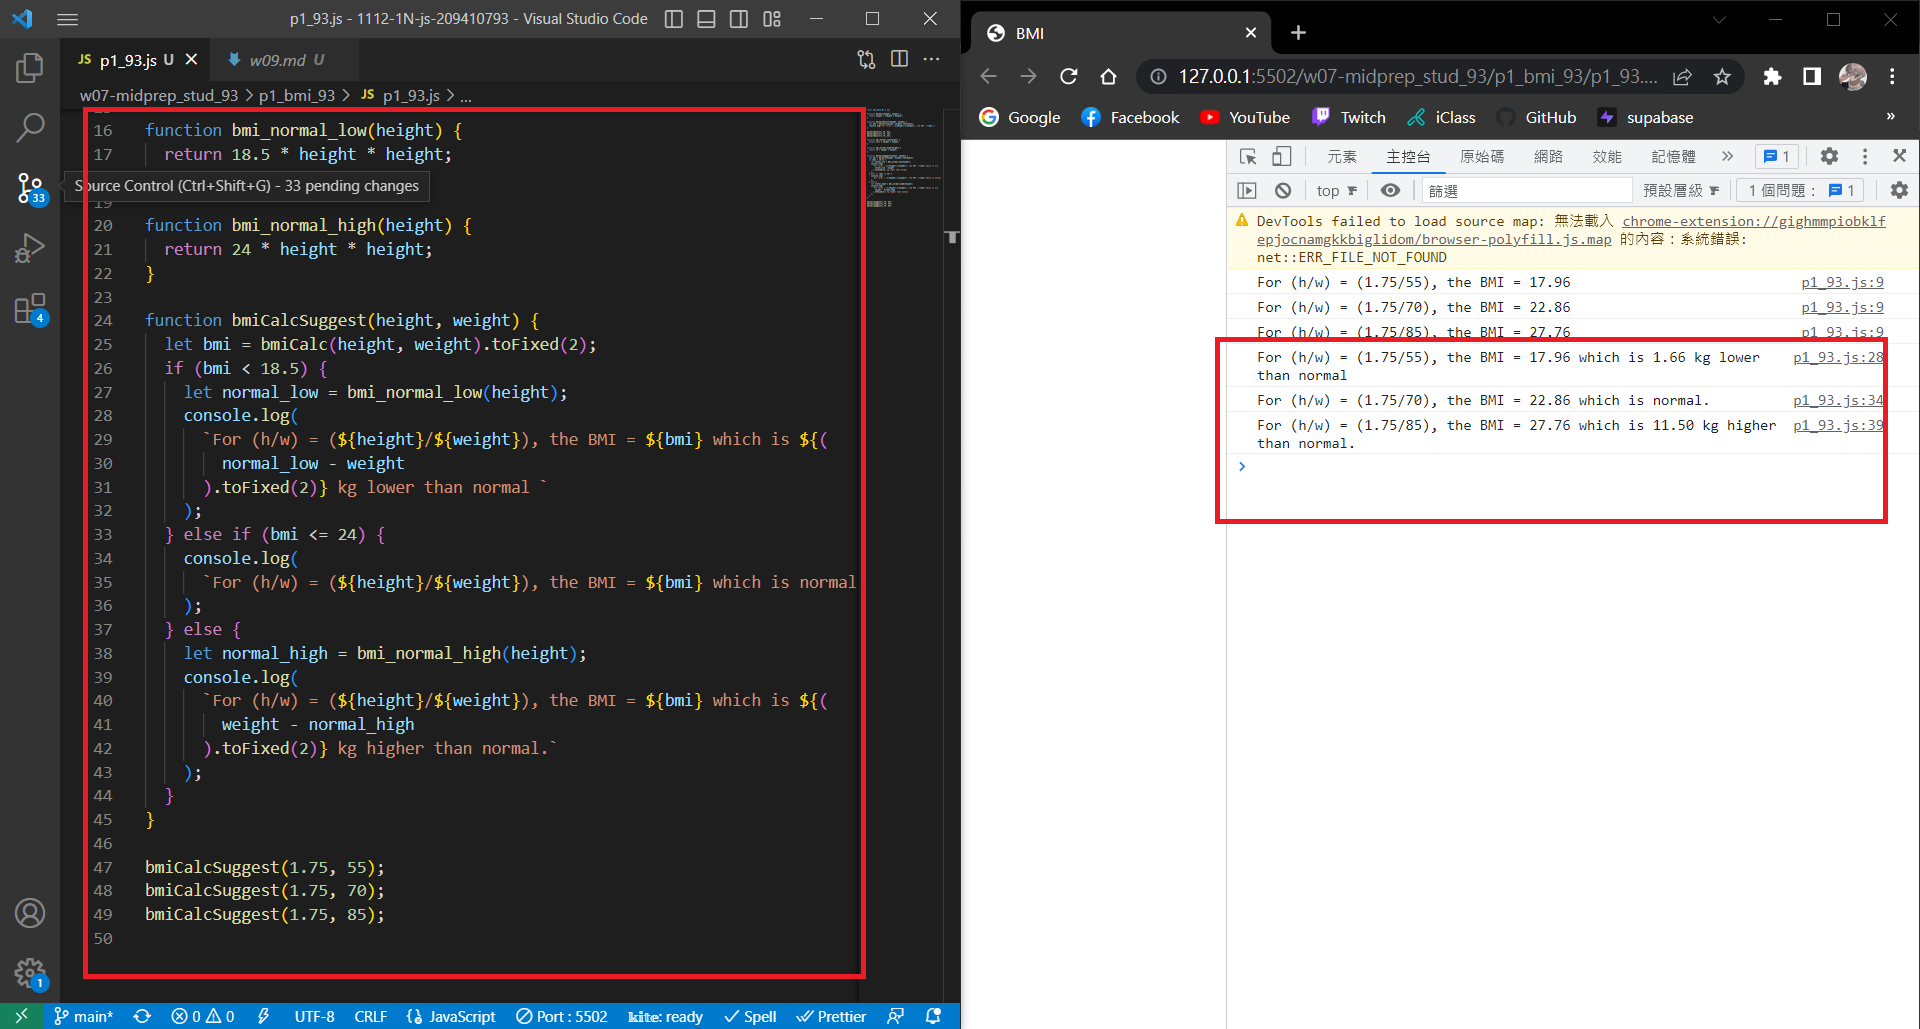 p1_93.js - 1112-1N-js-209410793 - Visual Studio Code
JS p1_93.js U
w09.md U
w07-midprep_stud_93 > p1_bmi_93 > JS p1_93.js > ...
16 function bmi_normal_low(height) {
17 return 18.5 * height * height;
Source Control (Ctrl+Shift+G) - 33 pending changes
19
20 function bmi_normal_high(height) {
21 return 24 * height * height;
22 }
23
24 function bmiCalcSuggest(height, weight) {
25 let bmi = bmiCalc(height, weight).toFixed(2);
26 if (bmi < 18.5) {
27 let normal_low = bmi_normal_low(height);
28 console.log(
29 `For (h/w) = (${height}/${weight}), the BMI = ${bmi} which is ${(
30 normal_low - weight
31 ).toFixed(2)} kg lower than normal `
32 );
33 } else if (bmi <= 24) {
34 console.log(
35 `For (h/w) = (${height}/${weight}), the BMI = ${bmi} which is normal
36 );
37 } else {
38 let normal_high = bmi_normal_high(height);
39 console.log(
40 `For (h/w) = (${height}/${weight}), the BMI = ${bmi} which is ${(
41 weight - normal_high
42 ).toFixed(2)} kg higher than normal.`
43 );
44 }
45 }
46
47 bmiCalcSuggest(1.75, 55);
48 bmiCalcSuggest(1.75, 70);
49 bmiCalcSuggest(1.75, 85);
50
33
4
1
main* 0 0 UTF-8 CRLF {} JavaScript Port : 5502 kite: ready Spell Prettier
BMI
127.0.0.1:5502/w07-midprep_stud_93/p1_bmi_93/p1_93....
Google Facebook YouTube Twitch iClass GitHub supabase »
元素 主控台 原始碼 網路 效能 記憶體 » 1
top 篩選 預設層級 1 個問題： 1
DevTools failed to load source map: 無法載入 chrome-extension://gighmmpiobklf
epjocnamgkkbiglidom/browser-polyfill.js.map 的內容：系統錯誤:
net::ERR_FILE_NOT_FOUND
For (h/w) = (1.75/55), the BMI = 17.96 p1_93.js:9
For (h/w) = (1.75/70), the BMI = 22.86 p1_93.js:9
For (h/w) = (1.75/85), the BMI = 27.76 p1_93.js:9
For (h/w) = (1.75/55), the BMI = 17.96 which is 1.66 kg lower p1_93.js:28
than normal
For (h/w) = (1.75/70), the BMI = 22.86 which is normal. p1_93.js:34
For (h/w) = (1.75/85), the BMI = 27.76 which is 11.50 kg higher p1_93.js:39
than normal.